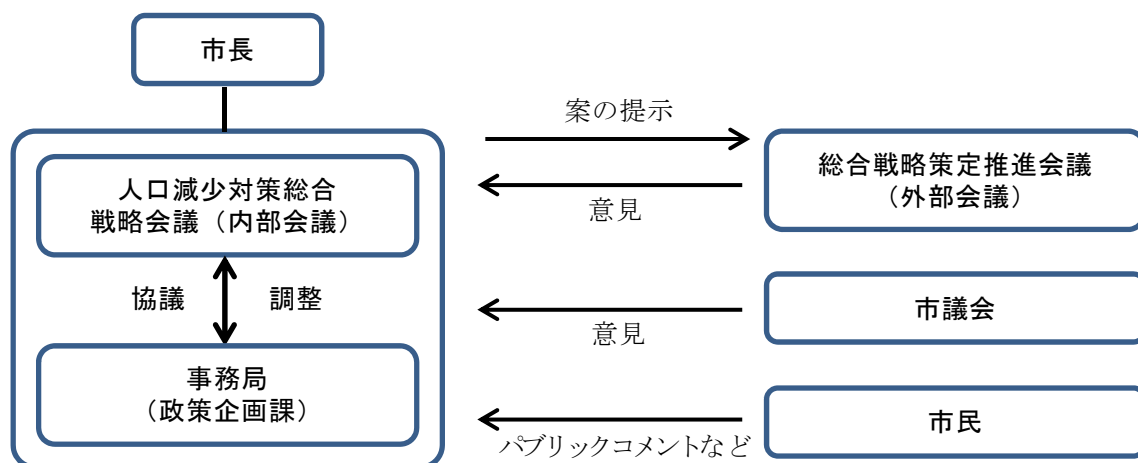 市長
案の提示
人口減少対策総合
戦略会議（内部会議）
総合戦略策定推進会議
（外部会議）
意見
協議
調整
市議会
意見
事務局
（政策企画課）
市民
パブリックコメントなど